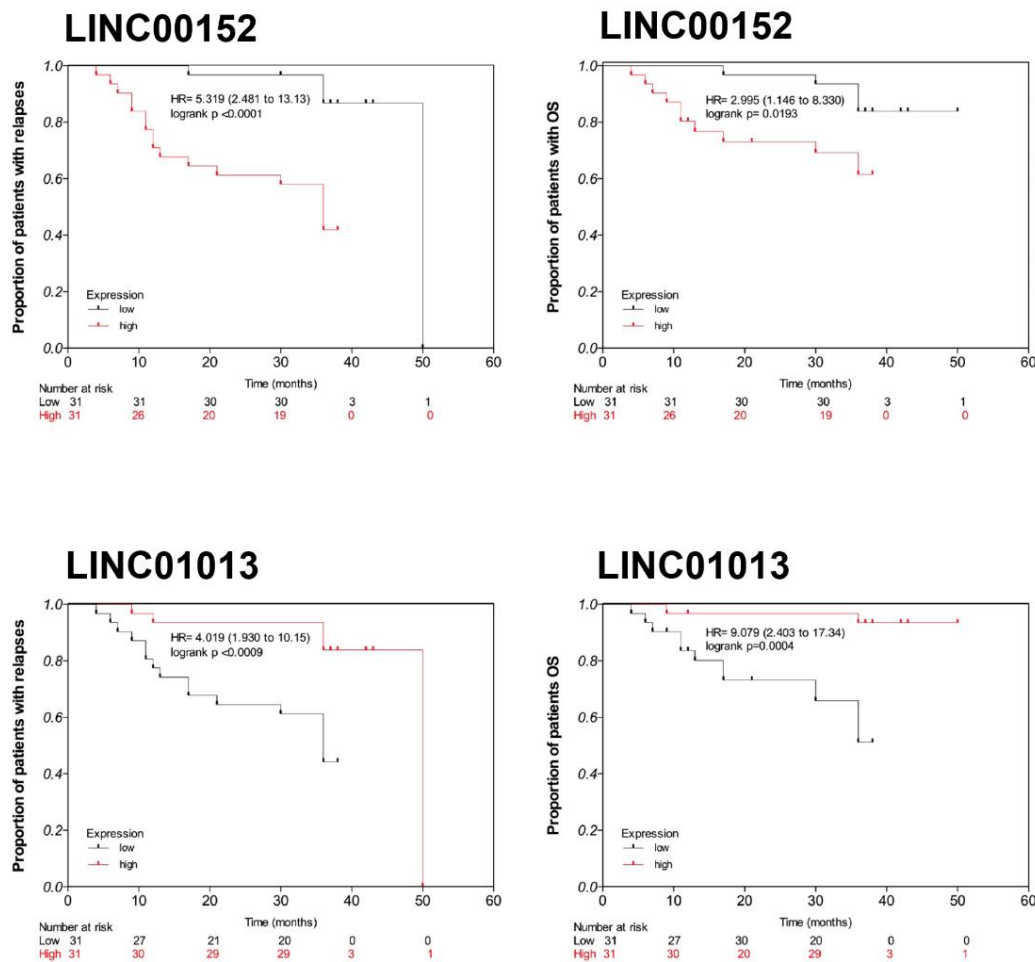 LINC00152
Proportion of patients with relapses
1.0
0.8
0.6
0.4
0.2
0.0
HR= 5.319 (2.481 to 13.13)
logrank p <0.0001
Expression
low
high
0 10 20 30 40 50 60
Time (months)
Number at risk
Low 31 31 30 30 3 1
High 31 26 20 19 0 0
LINC00152
Proportion of patients with OS
1.0
0.8
0.6
0.4
0.2
0.0
HR= 2.995 (1.146 to 8.330)
logrank p= 0.0193
Expression
low
high
0 10 20 30 40 50 60
Time (months)
Number at risk
Low 31 31 30 30 3 1
High 31 26 20 19 0 0
LINC01013
Proportion of patients with relapses
1.0
0.8
0.6
0.4
0.2
0.0
HR= 4.019 (1.930 to 10.15)
logrank p <0.0009
Expression
low
high
0 10 20 30 40 50 60
Time (months)
Number at risk
Low 31 27 21 20 0 0
High 31 30 29 29 3 1
LINC01013
Proportion of patients OS
1.0
0.8
0.6
0.4
0.2
0.0
HR= 9.079 (2.403 to 17.34)
logrank p=0.0004
Expression
low
high
0 10 20 30 40 50 60
Time (months)
Number at risk
Low 31 27 30 20 0 0
High 31 30 20 29 3 1